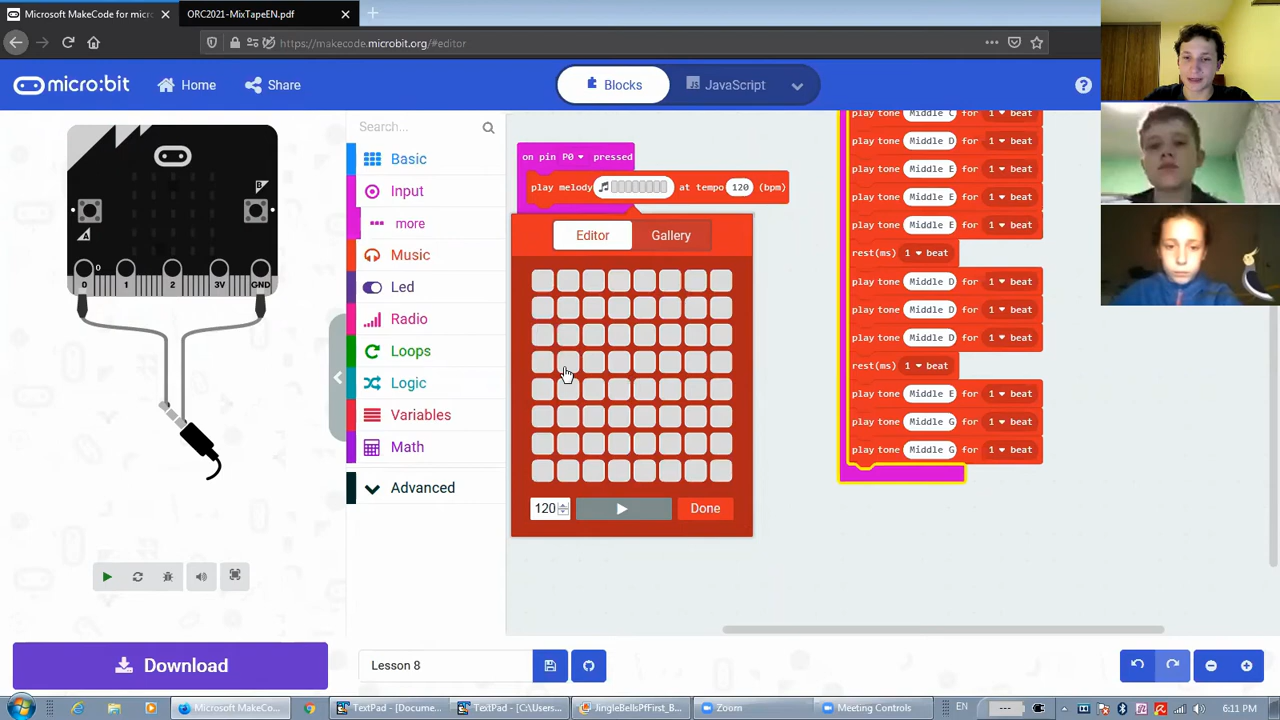 Microsoft MakeCode for micro:
ORC2021-MixTapeEN.pdf
https://makecode.microbit.org/#editor
micro:bit
Home
Share
Blocks
JavaScript
?
Search...
Basic
Input
more
Music
Led
Radio
Loops
Logic
Variables
Math
Advanced
A
B
0
0 1 2 3V GND
on pin P0 pressed
play melody at tempo 120 (bpm)
Editor
Gallery
120
Done
play tone Middle C for 1 beat
play tone Middle D for 1 beat
play tone Middle E for 1 beat
play tone Middle E for 1 beat
play tone Middle E for 1 beat
rest(ms) 1 beat
play tone Middle D for 1 beat
play tone Middle D for 1 beat
play tone Middle D for 1 beat
rest(ms) 1 beat
play tone Middle E for 1 beat
play tone Middle G for 1 beat
play tone Middle G for 1 beat
Download
Lesson 8
Microsoft MakeCo...
TextPad - [Docume...
TextPad - [C:\Users...
JingleBellsPfFirst_B...
Zoom
Meeting Controls
EN
6:11 PM